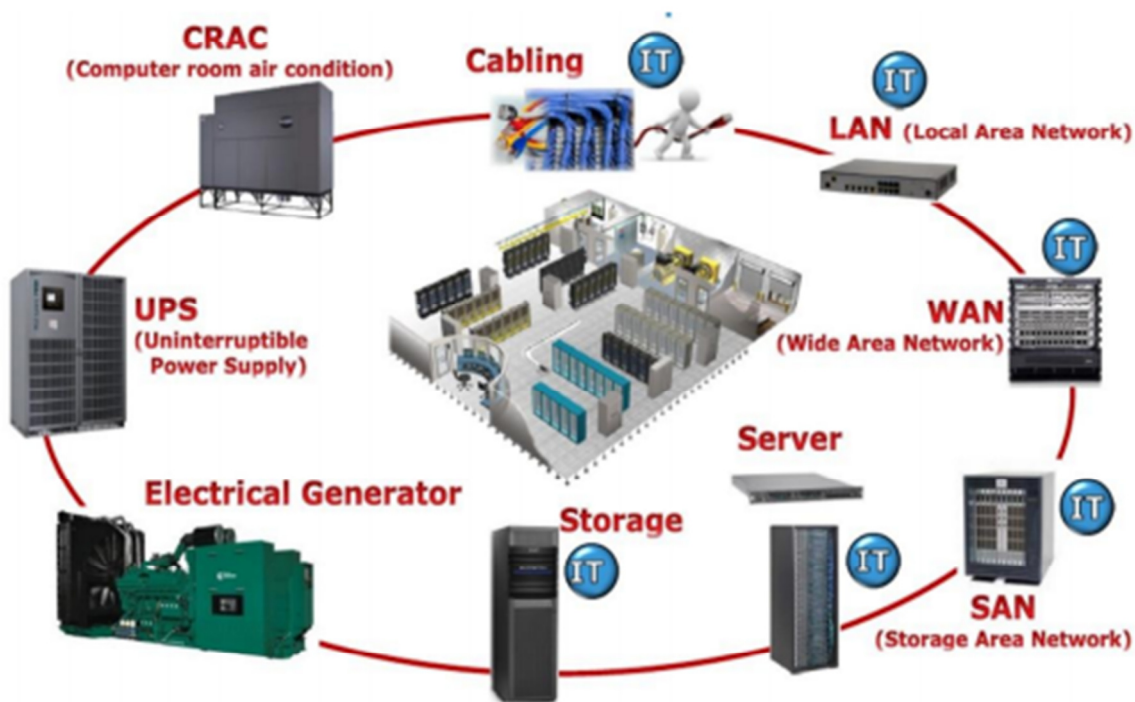 CRAC
(Computer room air condition)
Cabling
IT
IT
LAN (Local Area Network)
IT
WAN
(Wide Area Network)
UPS
(Uninterruptible
Power Supply)
Server
Electrical Generator
Storage
IT
IT
IT
SAN
(Storage Area Network)